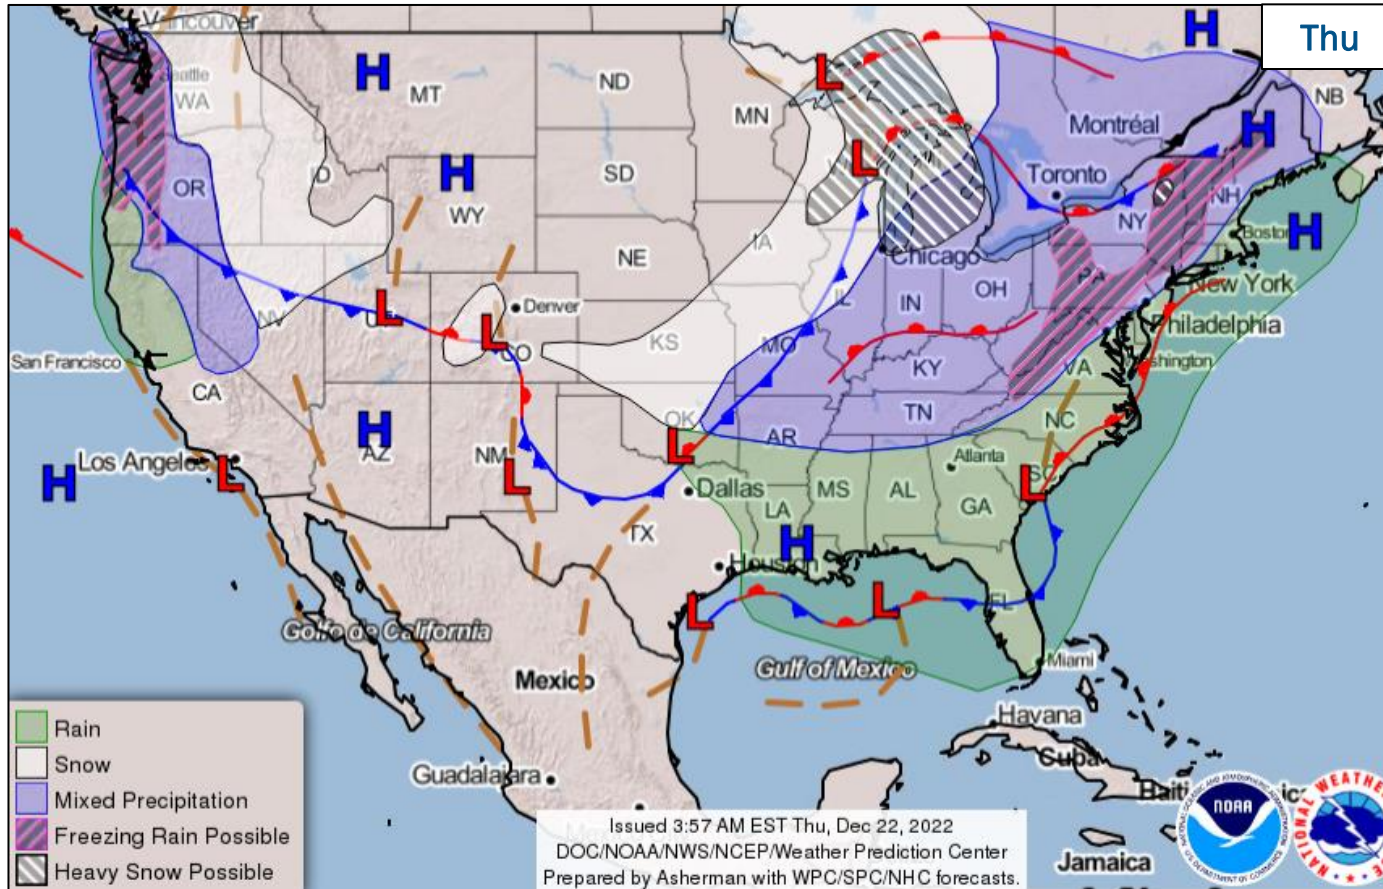 Thu
Vancouver
Seattle
WA
MT
ND
MN
Montréal
NB
OR
ID
WY
SD
Toronto
NY
NH
Boston
IA
NE
Chicago
New York
NV
Denver
IL
IN
OH
PA
Philadelphia
San Francisco
CO
KS
MO
KY
VA
Washington
CA
OK
TN
NC
AZ
NM
AR
Atlanta
SC
Los Angeles
Dallas
MS
AL
GA
LA
TX
Houston
FL
Golfo de California
Gulf of Mexico
Miami
Mexico
Havana
Cuba
Guadalajara
Haiti
Jamaica
H
H
H
H
H
H
H
H
H
L
L
L
L
L
L
L
L
L
L
Rain
Snow
Mixed Precipitation
Freezing Rain Possible
Heavy Snow Possible
Issued 3:57 AM EST Thu, Dec 22, 2022
DOC/NOAA/NWS/NCEP/Weather Prediction Center
Prepared by Asherman with WPC/SPC/NHC forecasts.
NOAA
NATIONAL WEATHER